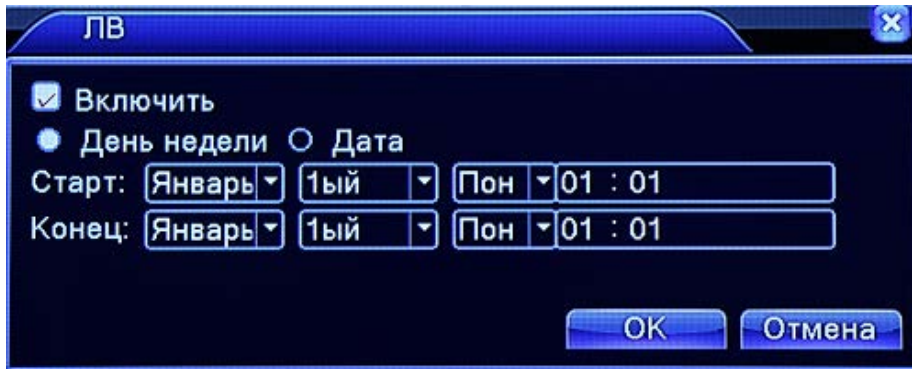 ЛВ
Включить
День недели Дата
Старт: Январь 1ый Пон 01 : 01
Конец: Январь 1ый Пон 01 : 01
OK Отмена